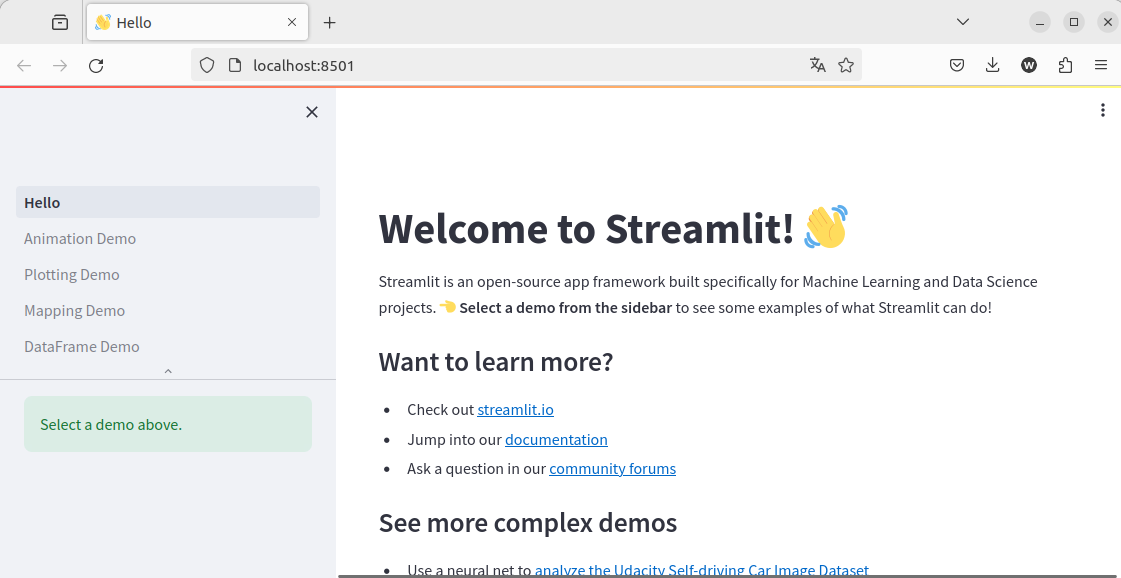 Hello
localhost:8501
W
Hello
Animation Demo
Plotting Demo
Mapping Demo
DataFrame Demo
Select a demo above.
Welcome to Streamlit! 👋
Streamlit is an open-source app framework built specifically for Machine Learning and Data Science
projects. 👈 Select a demo from the sidebar to see some examples of what Streamlit can do!
Want to learn more?
• Check out streamlit.io
• Jump into our documentation
• Ask a question in our community forums
See more complex demos
• Use a neural net to analyze the Udacity Self-driving Car Image Dataset